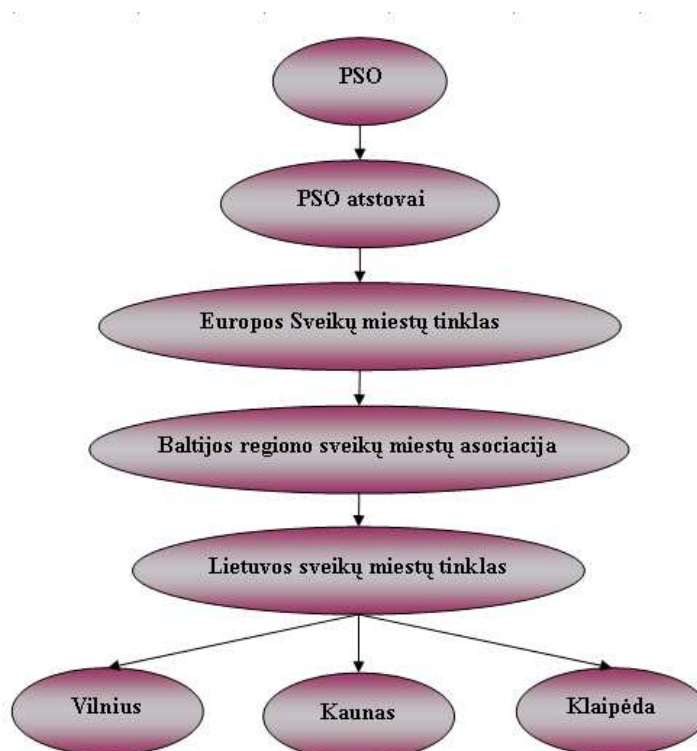 PSO
PSO atstovai
Europos Sveikų miestų tinklas
Baltijos regiono sveikų miestų asociacija
Lietuvos sveikų miestų tinklas
Vilnius
Kaunas
Klaipėda